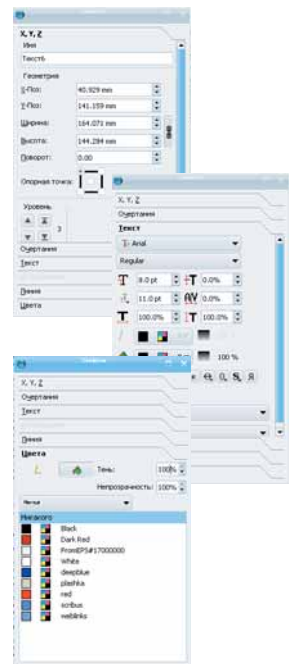 X, Y, Z
Имя
Текст6
Геометрия
X-Поз: 40.929 mm
Y-Поз: 141.159 mm
Ширина: 164.071 mm
Высота: 144.294 mm
Поворот: 0.00
Опорная точка:
Уровень
3
Очертания
Текст
Линия
Цвета
X, Y, Z
Очертания
Текст
Arial
Regular
8.0 pt 0.0%
11.0 pt 0.0%
100.0% 100.0%
100 %
X, Y, Z
Очертания
Текст
Линия
Цвета
Тень: 100%
Непрозрачность: 100%
Никакого
Black
Dark Red
FromEPS#17000000
White
deepblue
plashka
red
scribus
weblinks